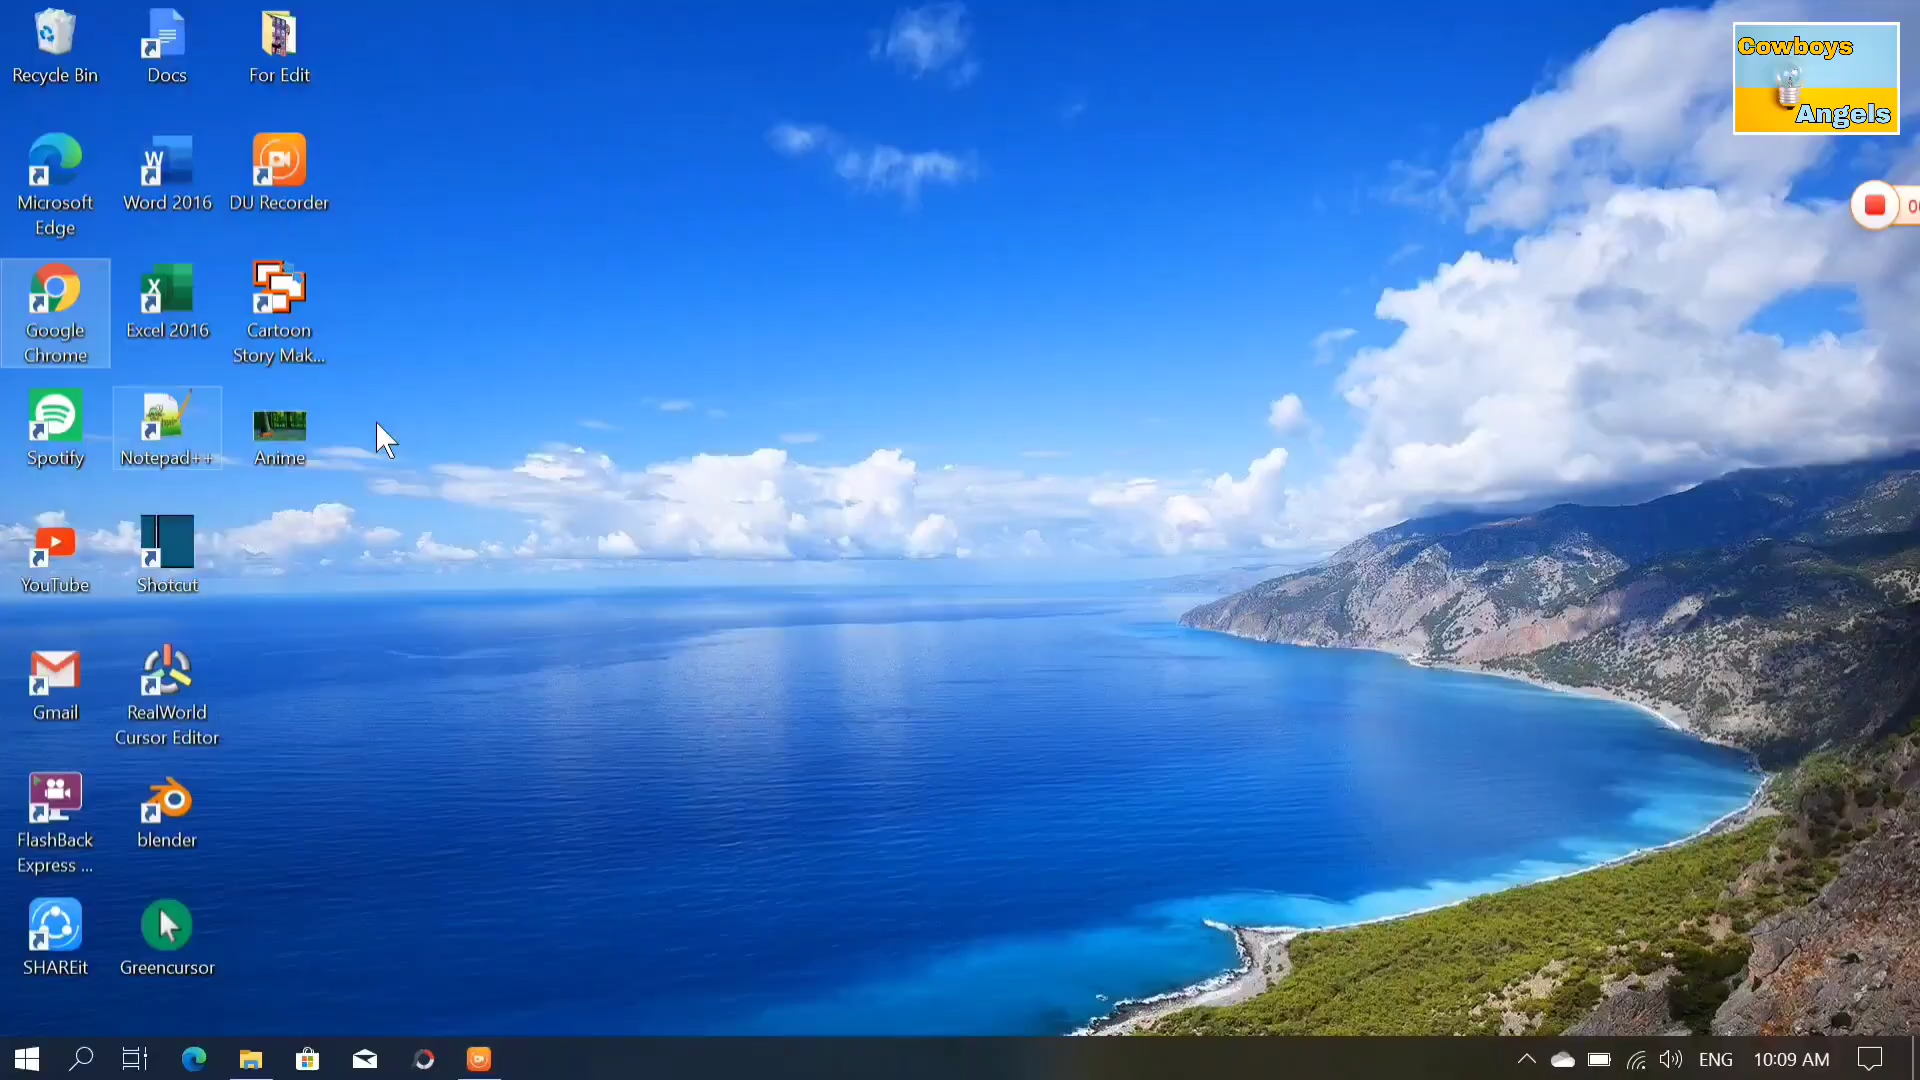 Recycle Bin
Docs
For Edit
Cowboys
Angels
Microsoft
Edge
Word 2016
DU Recorder
Google
Chrome
Excel 2016
Cartoon
Story Mak...
Spotify
Notepad++
Anime
YouTube
Shotcut
Gmail
RealWorld
Cursor Editor
FlashBack
Express ...
blender
SHAREit
Greencursor
ENG
10:09 AM